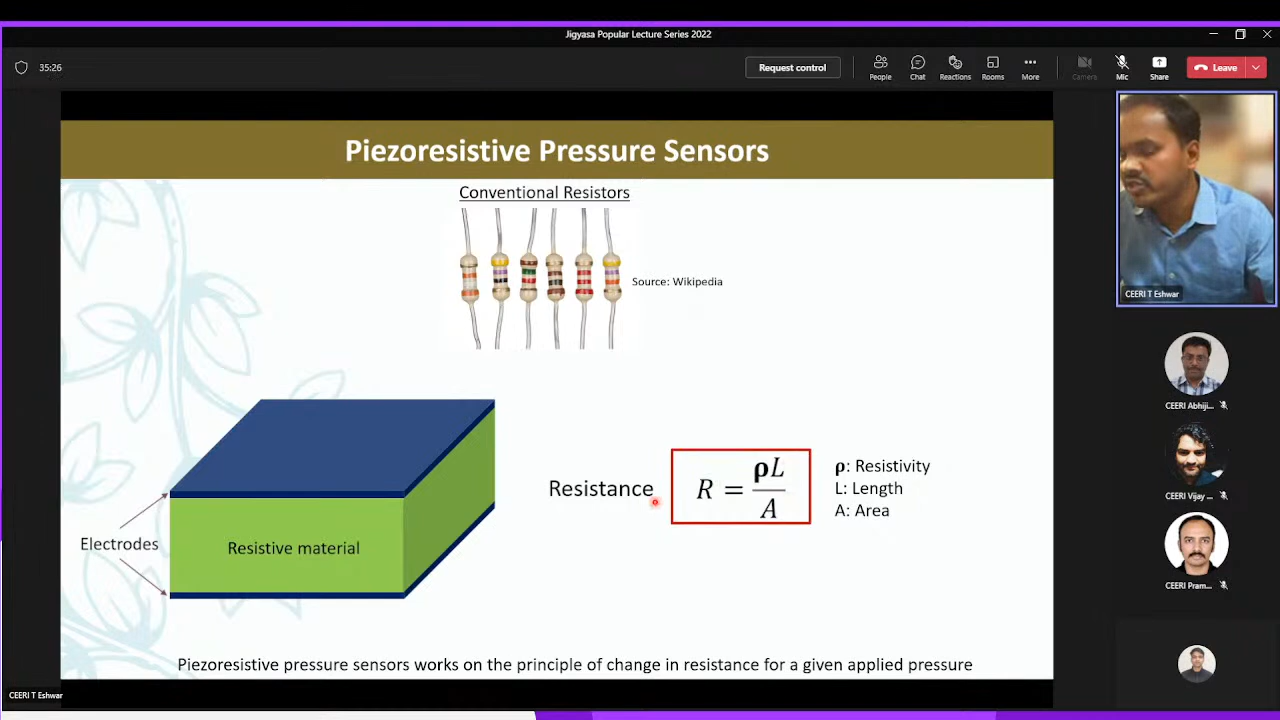 Jigyasa Popular Lecture Series 2022
35:26
Request control
People
Chat
Reactions
Rooms
More
Camera
Mic
Share
Leave
Piezoresistive Pressure Sensors
Conventional Resistors
Source: Wikipedia
CEERI T Eshwar
CEERI Abhiji...
CEERI Vijay ...
CEERI Pram...
Electrodes
Resistive material
Resistance
R = ρL/A
ρ: Resistivity
L: Length
A: Area
Piezoresistive pressure sensors works on the principle of change in resistance for a given applied pressure
CEERI T Eshwar